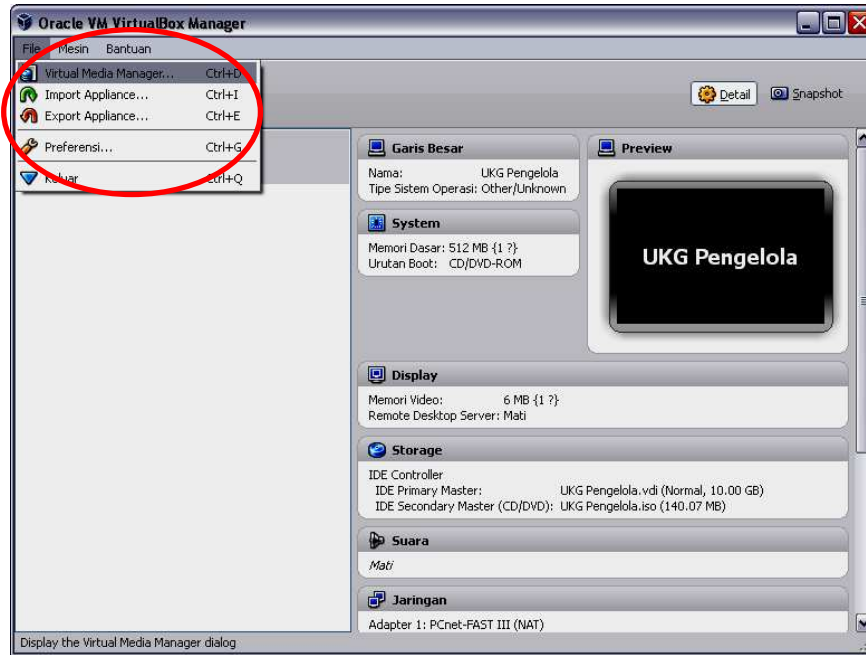 Oracle VM VirtualBox Manager
File Mesin Bantuan
Virtual Media Manager... Ctrl+D
Import Appliance... Ctrl+I
Export Appliance... Ctrl+E
Preferensi... Ctrl+G
Keluar Ctrl+Q
Detail Snapshot
Garis Besar
Nama: UKG Pengelola
Tipe Sistem Operasi: Other/Unknown
System
Memori Dasar: 512 MB {1 ?}
Urutan Boot: CD/DVD-ROM
Preview
UKG Pengelola
Display
Memori Video: 6 MB {1 ?}
Remote Desktop Server: Mati
Storage
IDE Controller
IDE Primary Master: UKG Pengelola.vdi (Normal, 10.00 GB)
IDE Secondary Master (CD/DVD): UKG Pengelola.iso (140.07 MB)
Suara
Mati
Jaringan
Adapter 1: PCnet-FAST III (NAT)
Display the Virtual Media Manager dialog